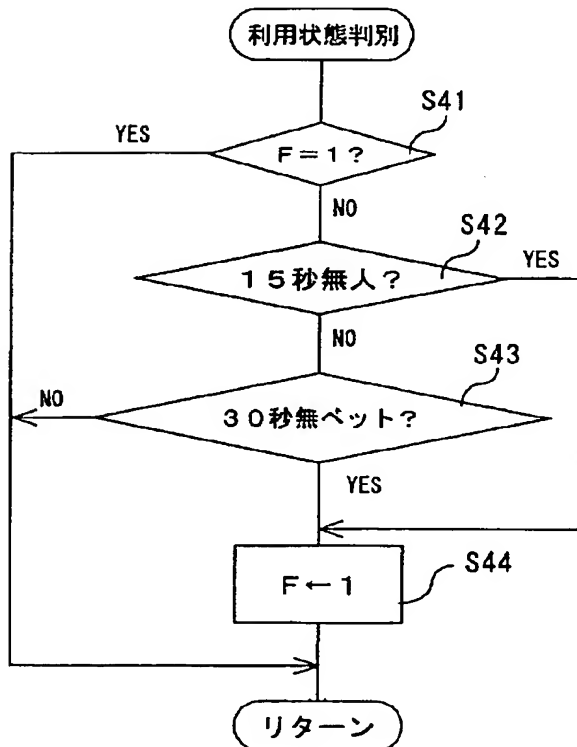 利用状態判別
S41
YES
F=1?
NO
S42
15秒無人?
YES
NO
S43
NO
30秒無ベット?
YES
S44
F←1
リターン